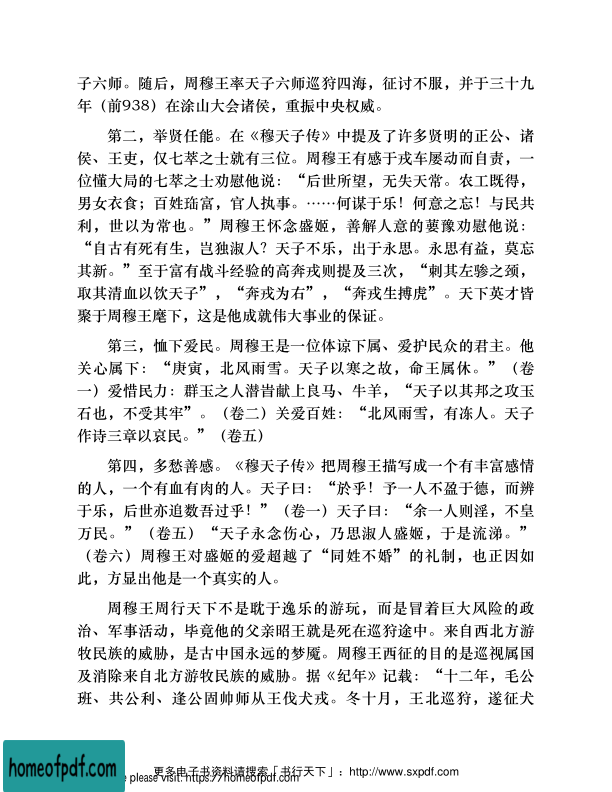 子六师。随后，周穆王率天子六师巡狩四海，征讨不服，并于三十九
年（前938）在涂山大会诸侯，重振中央权威。
第二，举贤任能。在《穆天子传》中提及了许多贤明的正公、诸
侯、王吏，仅七萃之士就有三位。周穆王有感于戎车屡动而自责，一
位懂大局的七萃之士劝慰他说：“后世所望，无失天常。农工既得，
男女衣食；百姓珤富，官人执事。……何谋于乐！何意之忘！与民共
利，世以为常也。”周穆王怀念盛姬，善解人意的葽豫劝慰他说：
“自古有死有生，岂独淑人？天子不乐，出于永思。永思有益，莫忘
其新。”至于富有战斗经验的高奔戎则提及三次，“刺其左骖之颈，
取其清血以饮天子”，“奔戎为右”，“奔戎生搏虎”。天下英才皆
聚于周穆王麾下，这是他成就伟大事业的保证。
第三，恤下爱民。周穆王是一位体谅下属、爱护民众的君主。他
关心属下：“庚寅，北风雨雪。天子以寒之故，命王属休。”（卷
一）爱惜民力：群玉之人潜旹献上良马、牛羊，“天子以其邦之攻玉
石也，不受其牢”。（卷二）关爱百姓：“北风雨雪，有冻人。天子
作诗三章以哀民。”（卷五）
第四，多愁善感。《穆天子传》把周穆王描写成一个有丰富感情
的人，一个有血有肉的人。天子曰：“於乎！予一人不盈于德，而辨
于乐，后世亦追数吾过乎！”（卷一）天子曰：“余一人则淫，不皇
万民。”（卷五）“天子永念伤心，乃思淑人盛姬，于是流涕。”
（卷六）周穆王对盛姬的爱超越了“同姓不婚”的礼制，也正因如
此，方显出他是一个真实的人。
周穆王周行天下不是耽于逸乐的游玩，而是冒着巨大风险的政
治、军事活动，毕竟他的父亲昭王就是死在巡狩途中。来自西北方游
牧民族的威胁，是古中国永远的梦魇。周穆王西征的目的是巡视属国
及消除来自北方游牧民族的威胁。据《纪年》记载：“十二年，毛公
班、共公利、逢公固帅师从王伐犬戎。冬十月，王北巡狩，遂征犬
更多电子书资料请搜索「书行天下」：http://www.sxpdf.com
homeofpdf.com
e please visit: https://homeofpdf.com